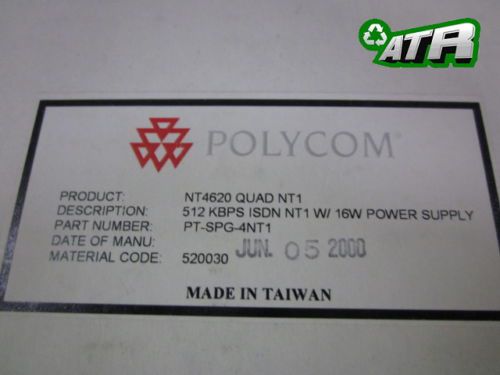 ATR
POLYCOM®
PRODUCT: NT4620 QUAD NT1
DESCRIPTION: 512 KBPS ISDN NT1 W/ 16W POWER SUPPLY
PART NUMBER: PT-SPG-4NT1
DATE OF MANU: JUN. 05 2000
MATERIAL CODE: 520030
MADE IN TAIWAN